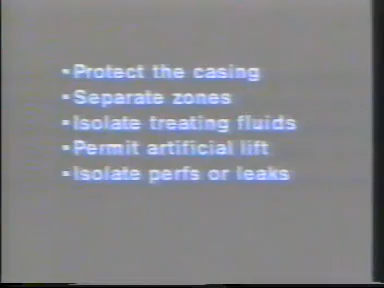 •Protect the casing
•Separate zones
•Isolate treating fluids
•Permit artificial lift
•Isolate perfs or leaks